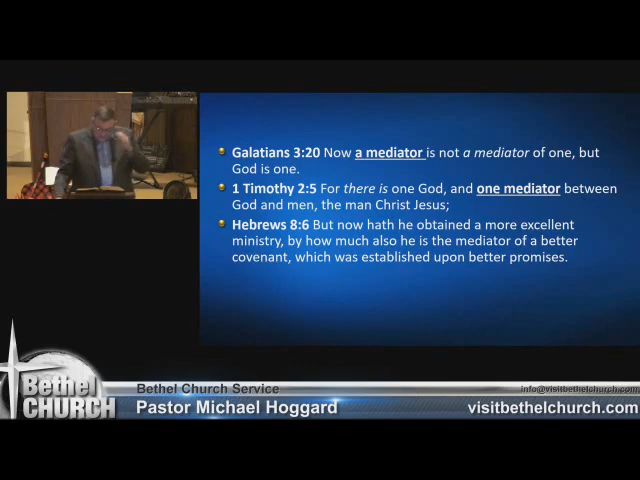 Galatians 3:20 Now a mediator is not a mediator of one, but
God is one.
1 Timothy 2:5 For there is one God, and one mediator between
God and men, the man Christ Jesus;
Hebrews 8:6 But now hath he obtained a more excellent
ministry, by how much also he is the mediator of a better
covenant, which was established upon better promises.
Bethel
CHURCH
Bethel Church Service
info@visitbethelchurch.com
Pastor Michael Hoggard
visitbethelchurch.com